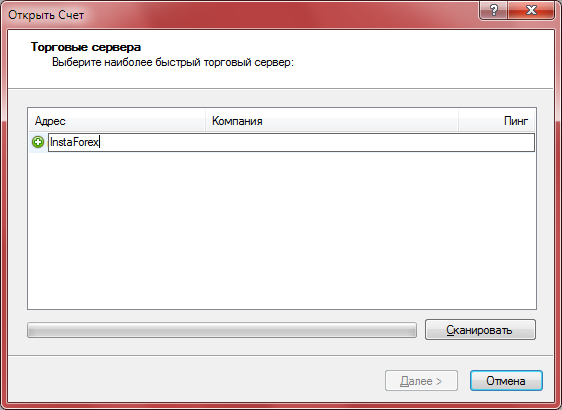 Открыть Счет
?
Торговые сервера
Выберите наиболее быстрый торговый сервер:
Адрес Компания Пинг
InstaForex
Сканировать
Далее > Отмена